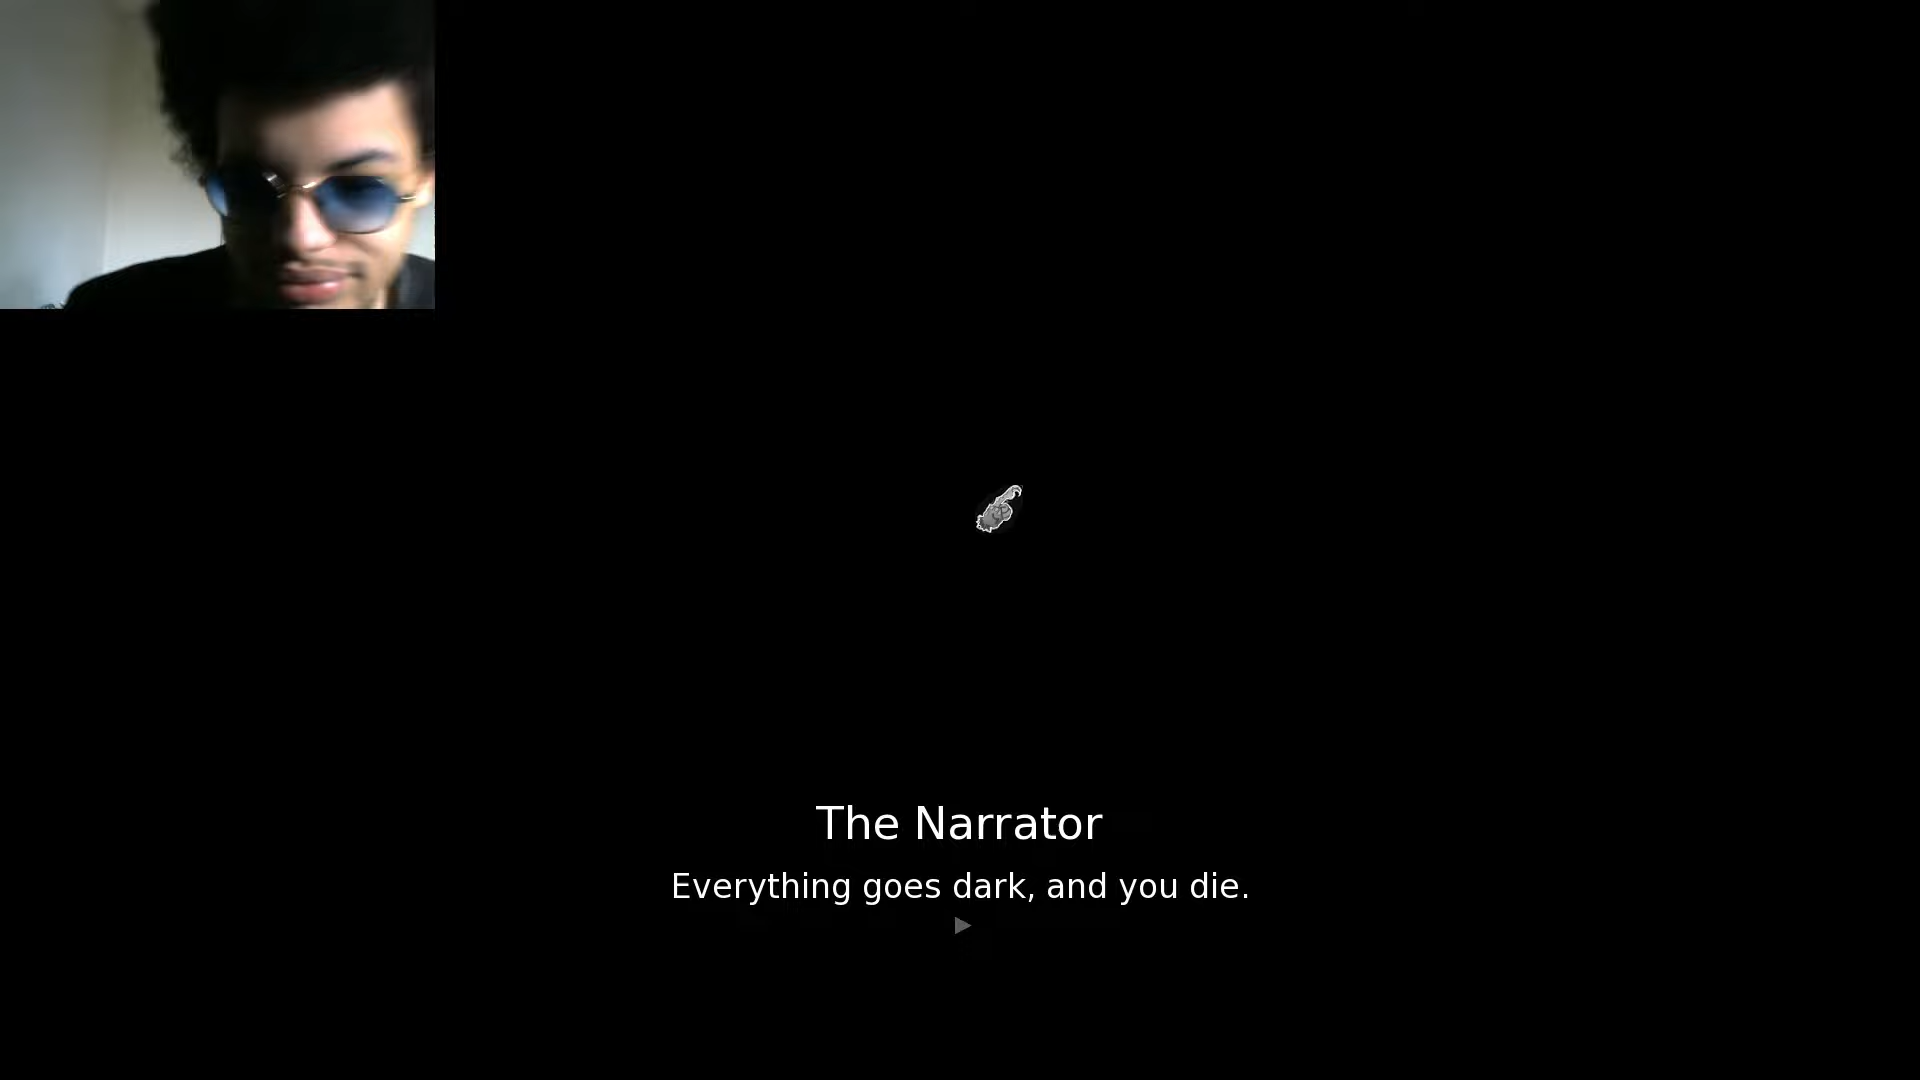 The Narrator
Everything goes dark, and you die.